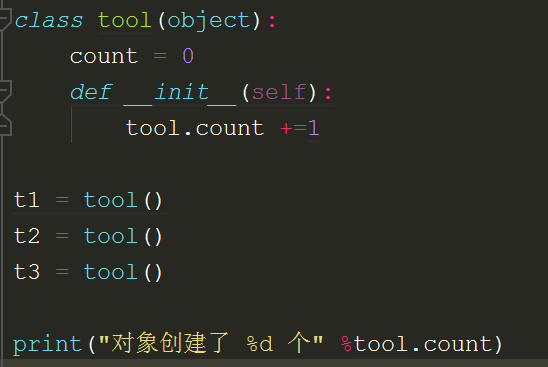 class tool(object):
    count = 0
    def __init__(self):
        tool.count +=1
t1 = tool()
t2 = tool()
t3 = tool()
print("对象创建了 %d 个" %tool.count)